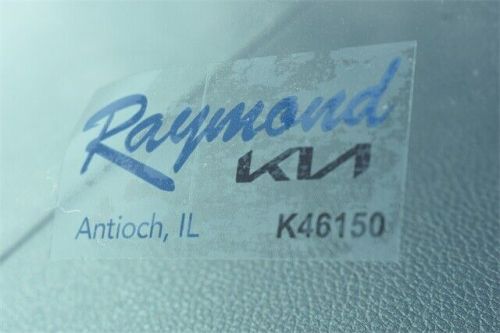 Raymond
KIA
Antioch, IL K46150